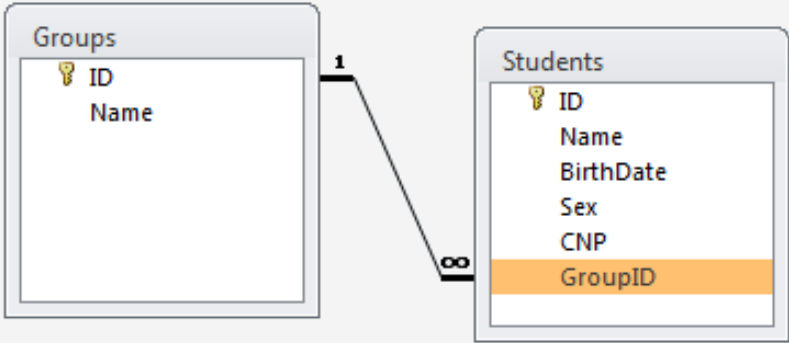 Groups
ID
Name
1
∞
Students
ID
Name
BirthDate
Sex
CNP
GroupID